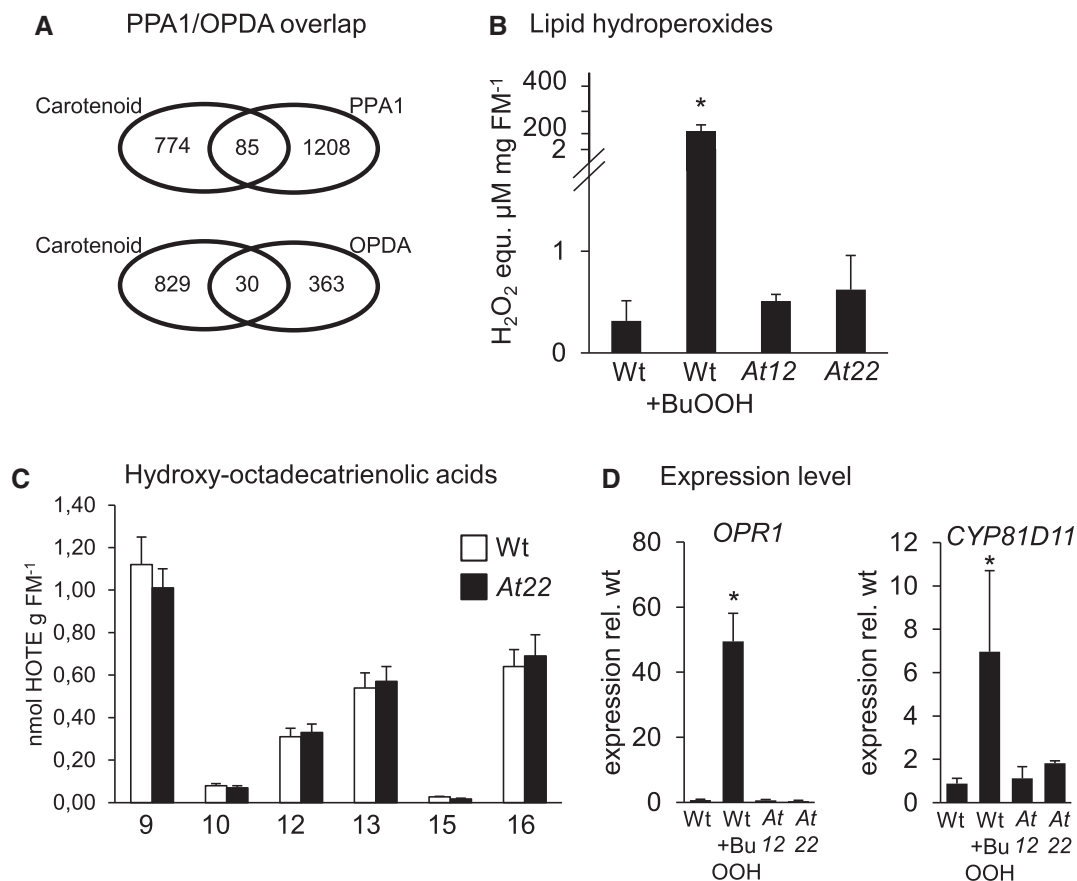 A PPA1/OPDA overlap
Carotenoid PPA1
774 85 1208
Carotenoid OPDA
829 30 363
B Lipid hydroperoxides
H2O2 equ. µM mg FM-1
400
200
2
1
0
*
Wt Wt At12 At22
+BuOOH
C Hydroxy-octadecatrienolic acids
nmol HOTE g FM-1
1,40
1,20
1,00
0,80
0,60
0,40
0,20
0,00
Wt
At22
9 10 12 13 15 16
D Expression level
OPR1
expression rel. wt
80
60
40
20
0
*
Wt Wt At At
+Bu 12 22
OOH
CYP81D11
expression rel. wt
12
10
8
6
4
2
0
*
Wt Wt At At
+Bu 12 22
OOH